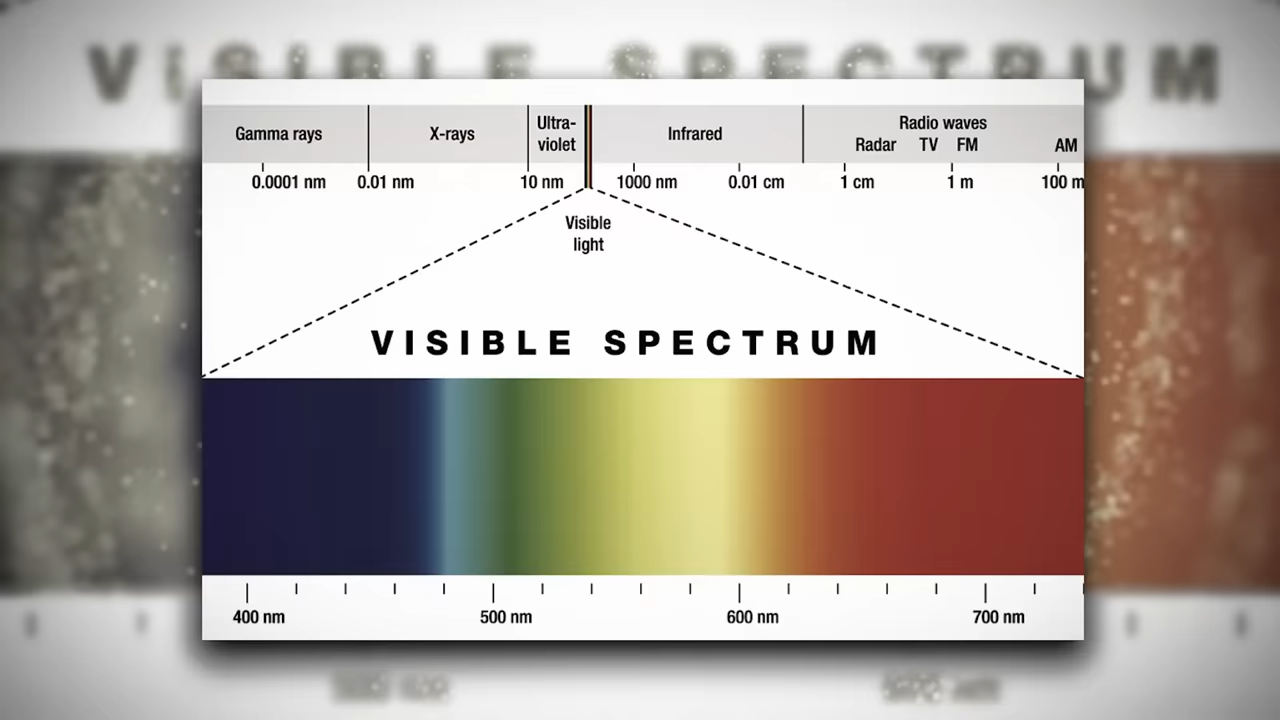 VISIBLE SPECTRUM
Gamma rays
X-rays
Ultra-
violet
Infrared
Radio waves
Radar TV FM
AM
0.0001 nm 0.01 nm 10 nm 1000 nm 0.01 cm 1 cm 1 m 100 m
Visible
light
VISIBLE SPECTRUM
400 nm 500 nm 600 nm 700 nm